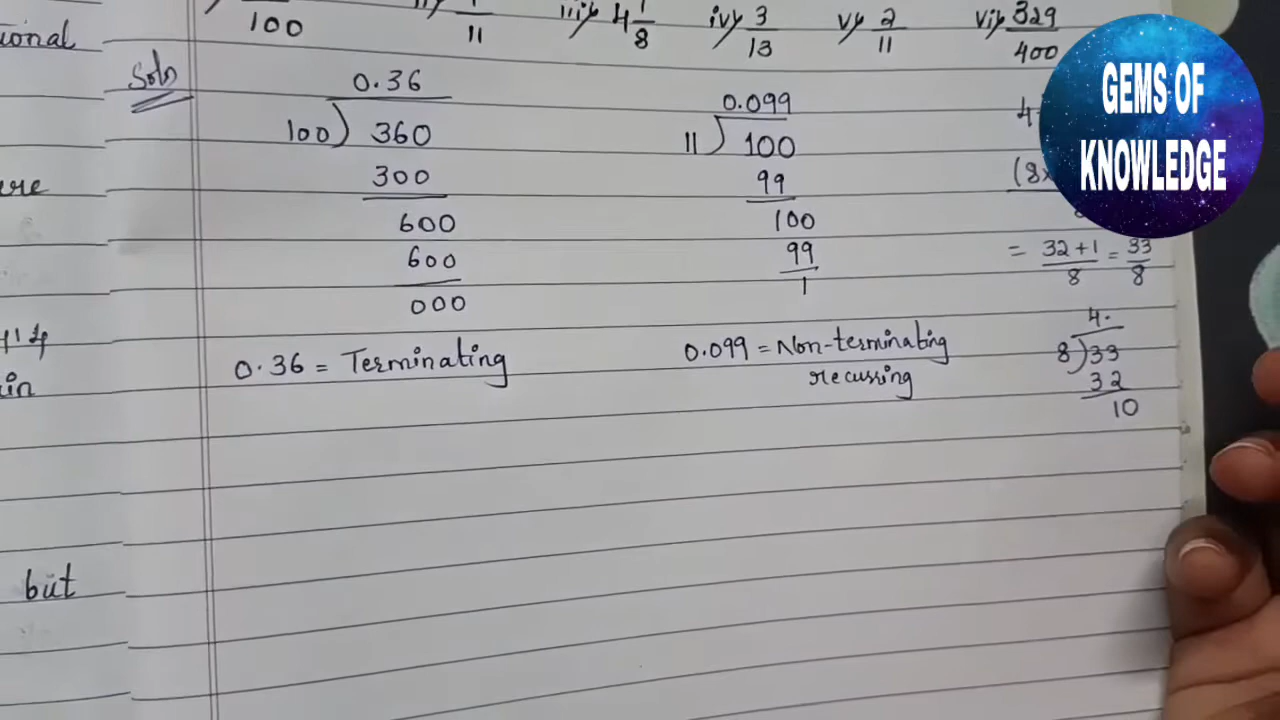 100 11 iii) 4 1/8 iv) 3/13 v) 2/11 vi) 329/400
ional
Soln
0.36
100) 360
300
600
600
000
0.36 = Terminating
0.099
11) 100
99
100
99
1
0.099 = Non-terminating
recurring
4
(8×
= 32+1/8 = 33/8
4.
8) 33
32
10
but
GEMS OF
KNOWLEDGE